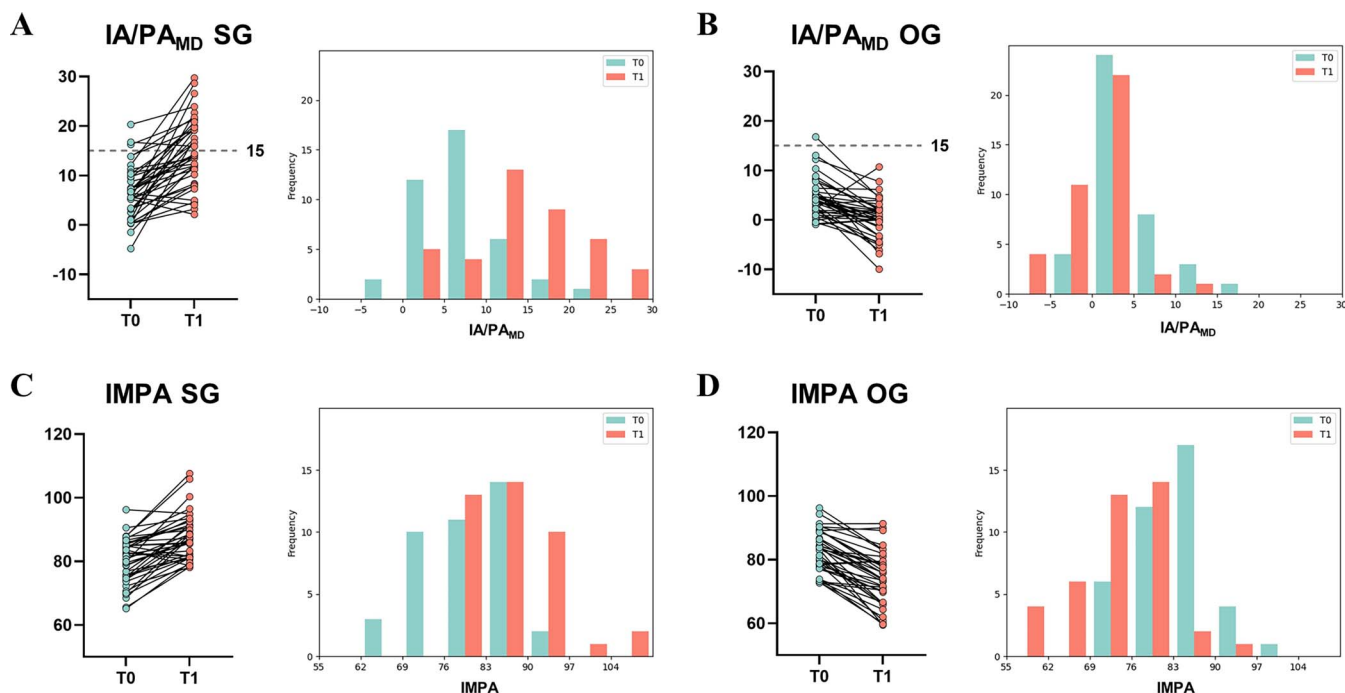 A
IA/PAMD SG
30
20
10
0
-10
15
T0
T1
T0
T1
Frequency
20
15
10
5
0
−10
−5
0
5
10
15
20
25
30
IA/PAMD
B
IA/PAMD OG
30
20
10
0
-10
15
T0
T1
T0
T1
Frequency
20
15
10
5
0
−10
−5
0
5
10
15
20
25
30
IA/PAMD
C
IMPA SG
120
100
80
60
T0
T1
T0
T1
Frequency
15
10
5
0
55
62
69
76
83
90
97
104
IMPA
D
IMPA OG
120
100
80
60
T0
T1
T0
T1
Frequency
15
10
5
0
55
62
69
76
83
90
97
104
IMPA